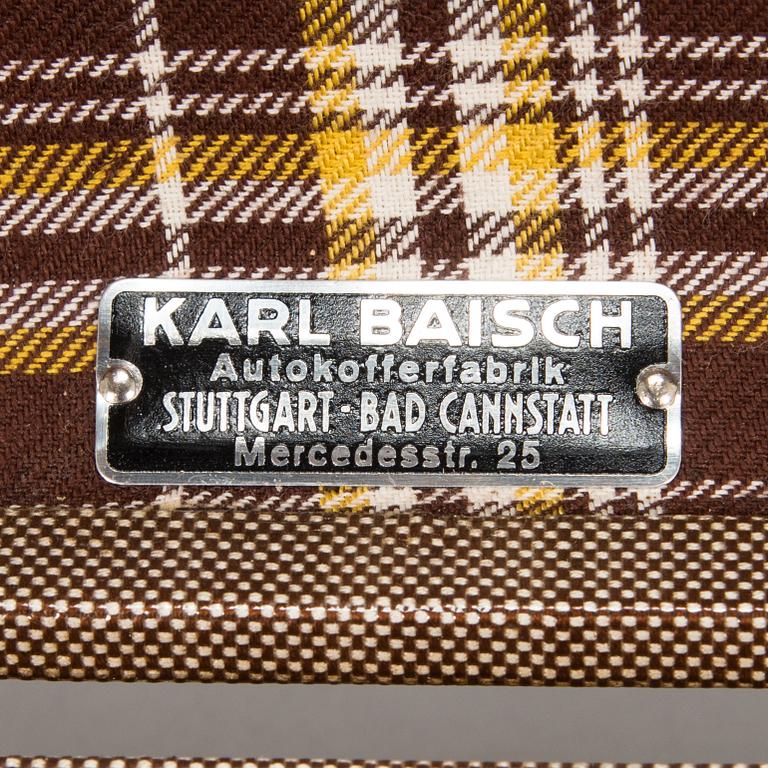 KARL BAISCH
Autokofferfabrik
STUTTGART-BAD CANNSTATT
Mercedesstr. 25